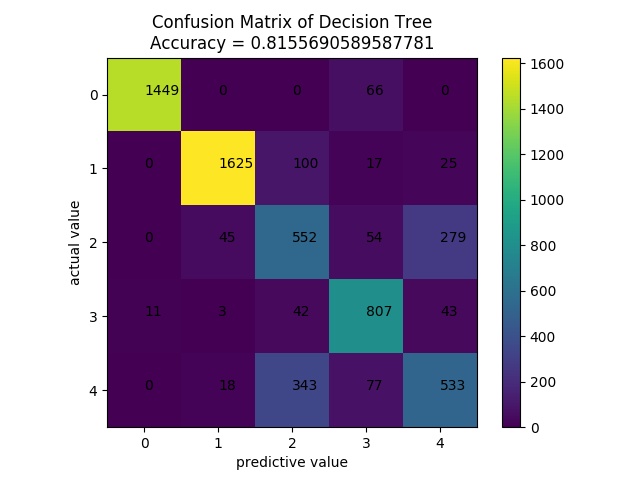 Confusion Matrix of Decision Tree
Accuracy = 0.8155690589587781
0 1449 0 0 66 0
1 0 1625 100 17 25
2 0 45 552 54 279
3 11 3 42 807 43
4 0 18 343 77 533
0 1 2 3 4
predictive value
actual value
1600
1400
1200
1000
800
600
400
200
0